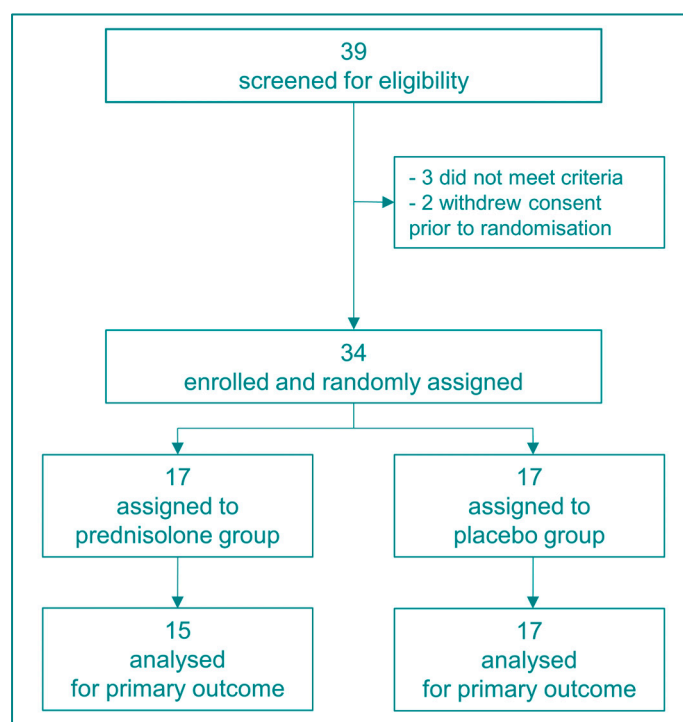 39
screened for eligibility
- 3 did not meet criteria
- 2 withdrew consent
prior to randomisation
34
enrolled and randomly assigned
17
assigned to
prednisolone group
17
assigned to
placebo group
15
analysed
for primary outcome
17
analysed
for primary outcome